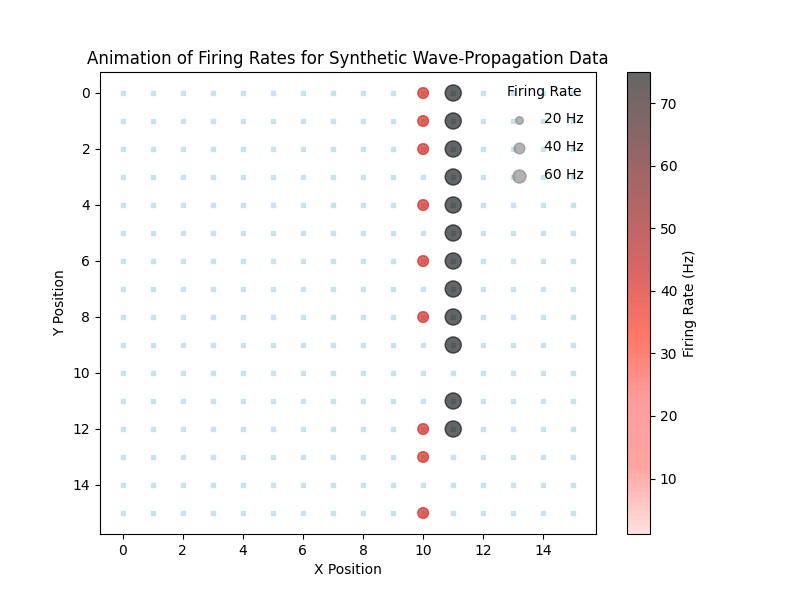 Animation of Firing Rates for Synthetic Wave-Propagation Data
Firing Rate
20 Hz
40 Hz
60 Hz
0
2
4
6
8
10
12
14
Y Position
0 2 4 6 8 10 12 14
X Position
70
60
50
40
30
20
10
Firing Rate (Hz)